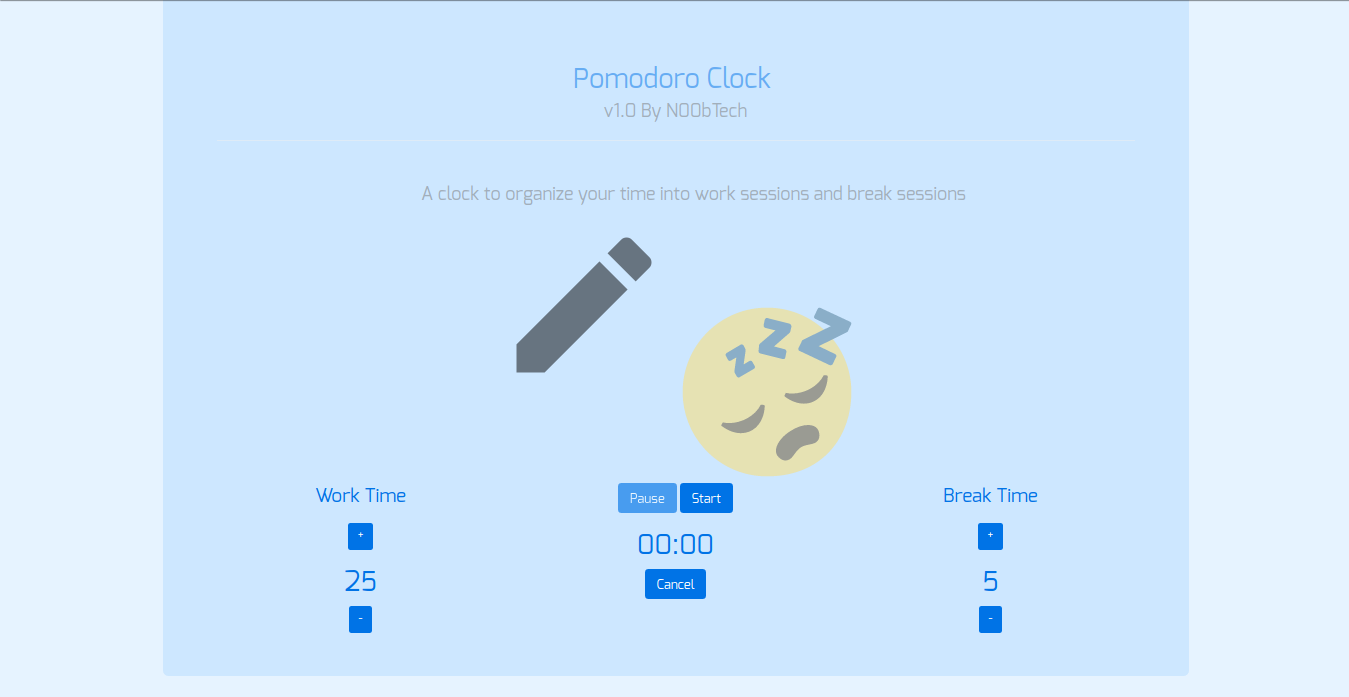 Pomodoro Clock
v1.0 By N00bTech
A clock to organize your time into work sessions and break sessions
z z Z
Work Time
+
25
-
Pause Start
00:00
Cancel
Break Time
+
5
-